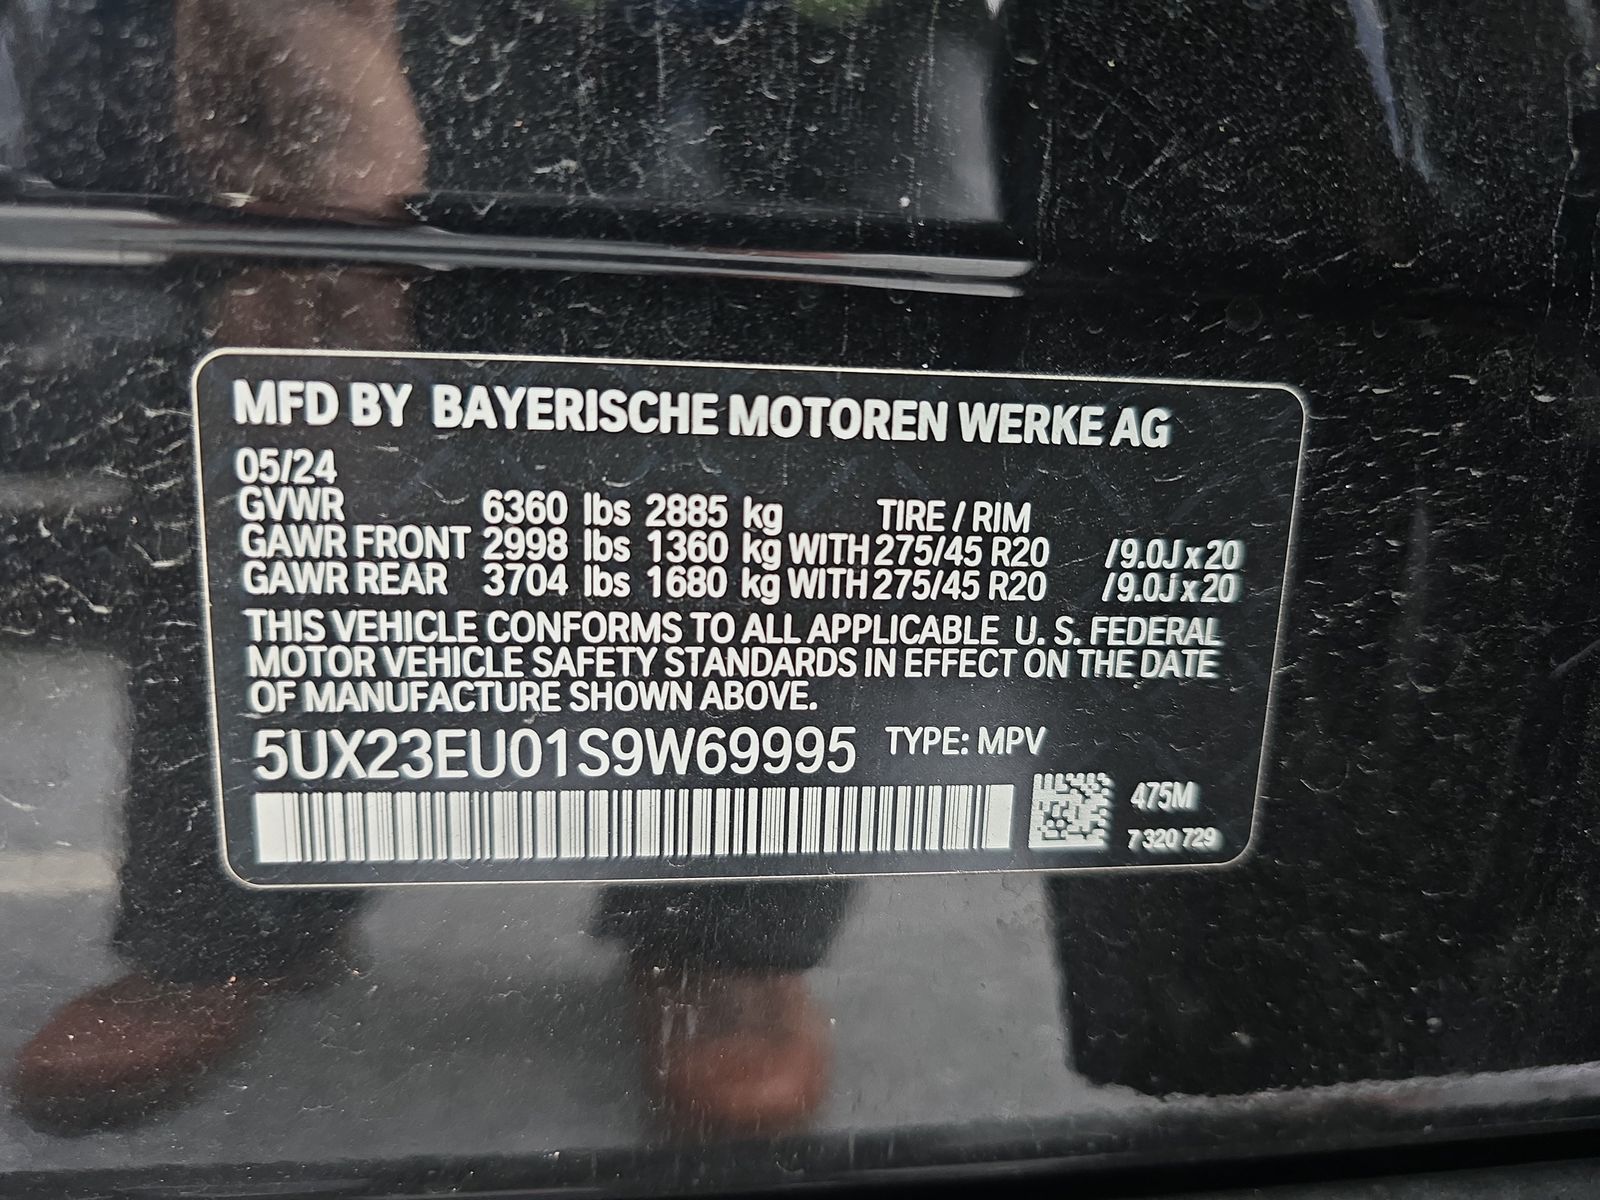 MFD BY BAYERISCHE MOTOREN WERKE AG
05/24
GVWR 6360 lbs 2885 kg TIRE / RIM
GAWR FRONT 2998 lbs 1360 kg WITH 275/45 R20 /9.0J x 20
GAWR REAR 3704 lbs 1680 kg WITH 275/45 R20 /9.0J x 20
THIS VEHICLE CONFORMS TO ALL APPLICABLE U. S. FEDERAL
MOTOR VEHICLE SAFETY STANDARDS IN EFFECT ON THE DATE
OF MANUFACTURE SHOWN ABOVE.
5UX23EU01S9W69995 TYPE: MPV
475M
7 320 729